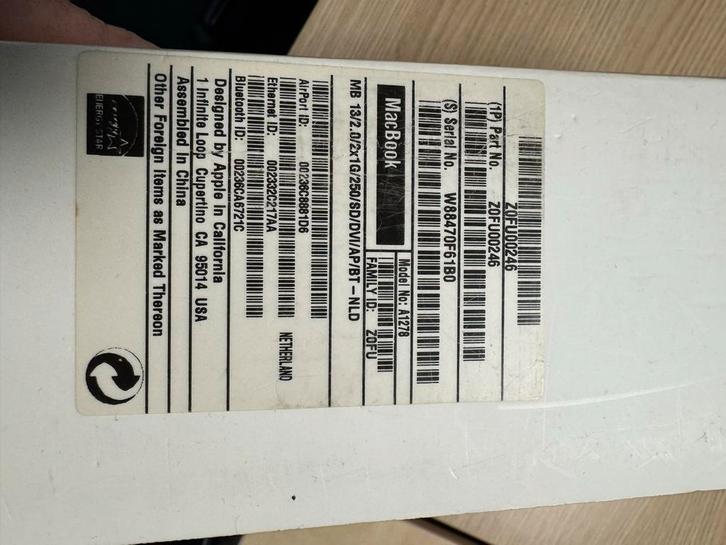 Z0FU00246
(1P) Part No. Z0FU00246
(S) Serial No. W88470F61B0
MacBook
Model No: A1278
FAMILY ID: Z0FU
MB 13/2.0/2x1G/250/SD/DVI/AP/BT-NLD
AirPort ID: 00236C8881D6
Ethernet ID: 002332C217AA
NETHERLAND
Bluetooth ID: 00236CA6721C
Designed by Apple in California
1 Infinite Loop Cupertino CA 95014 USA
Assembled in China
Other Foreign Items as Marked Thereon
energy
ENERGY STAR